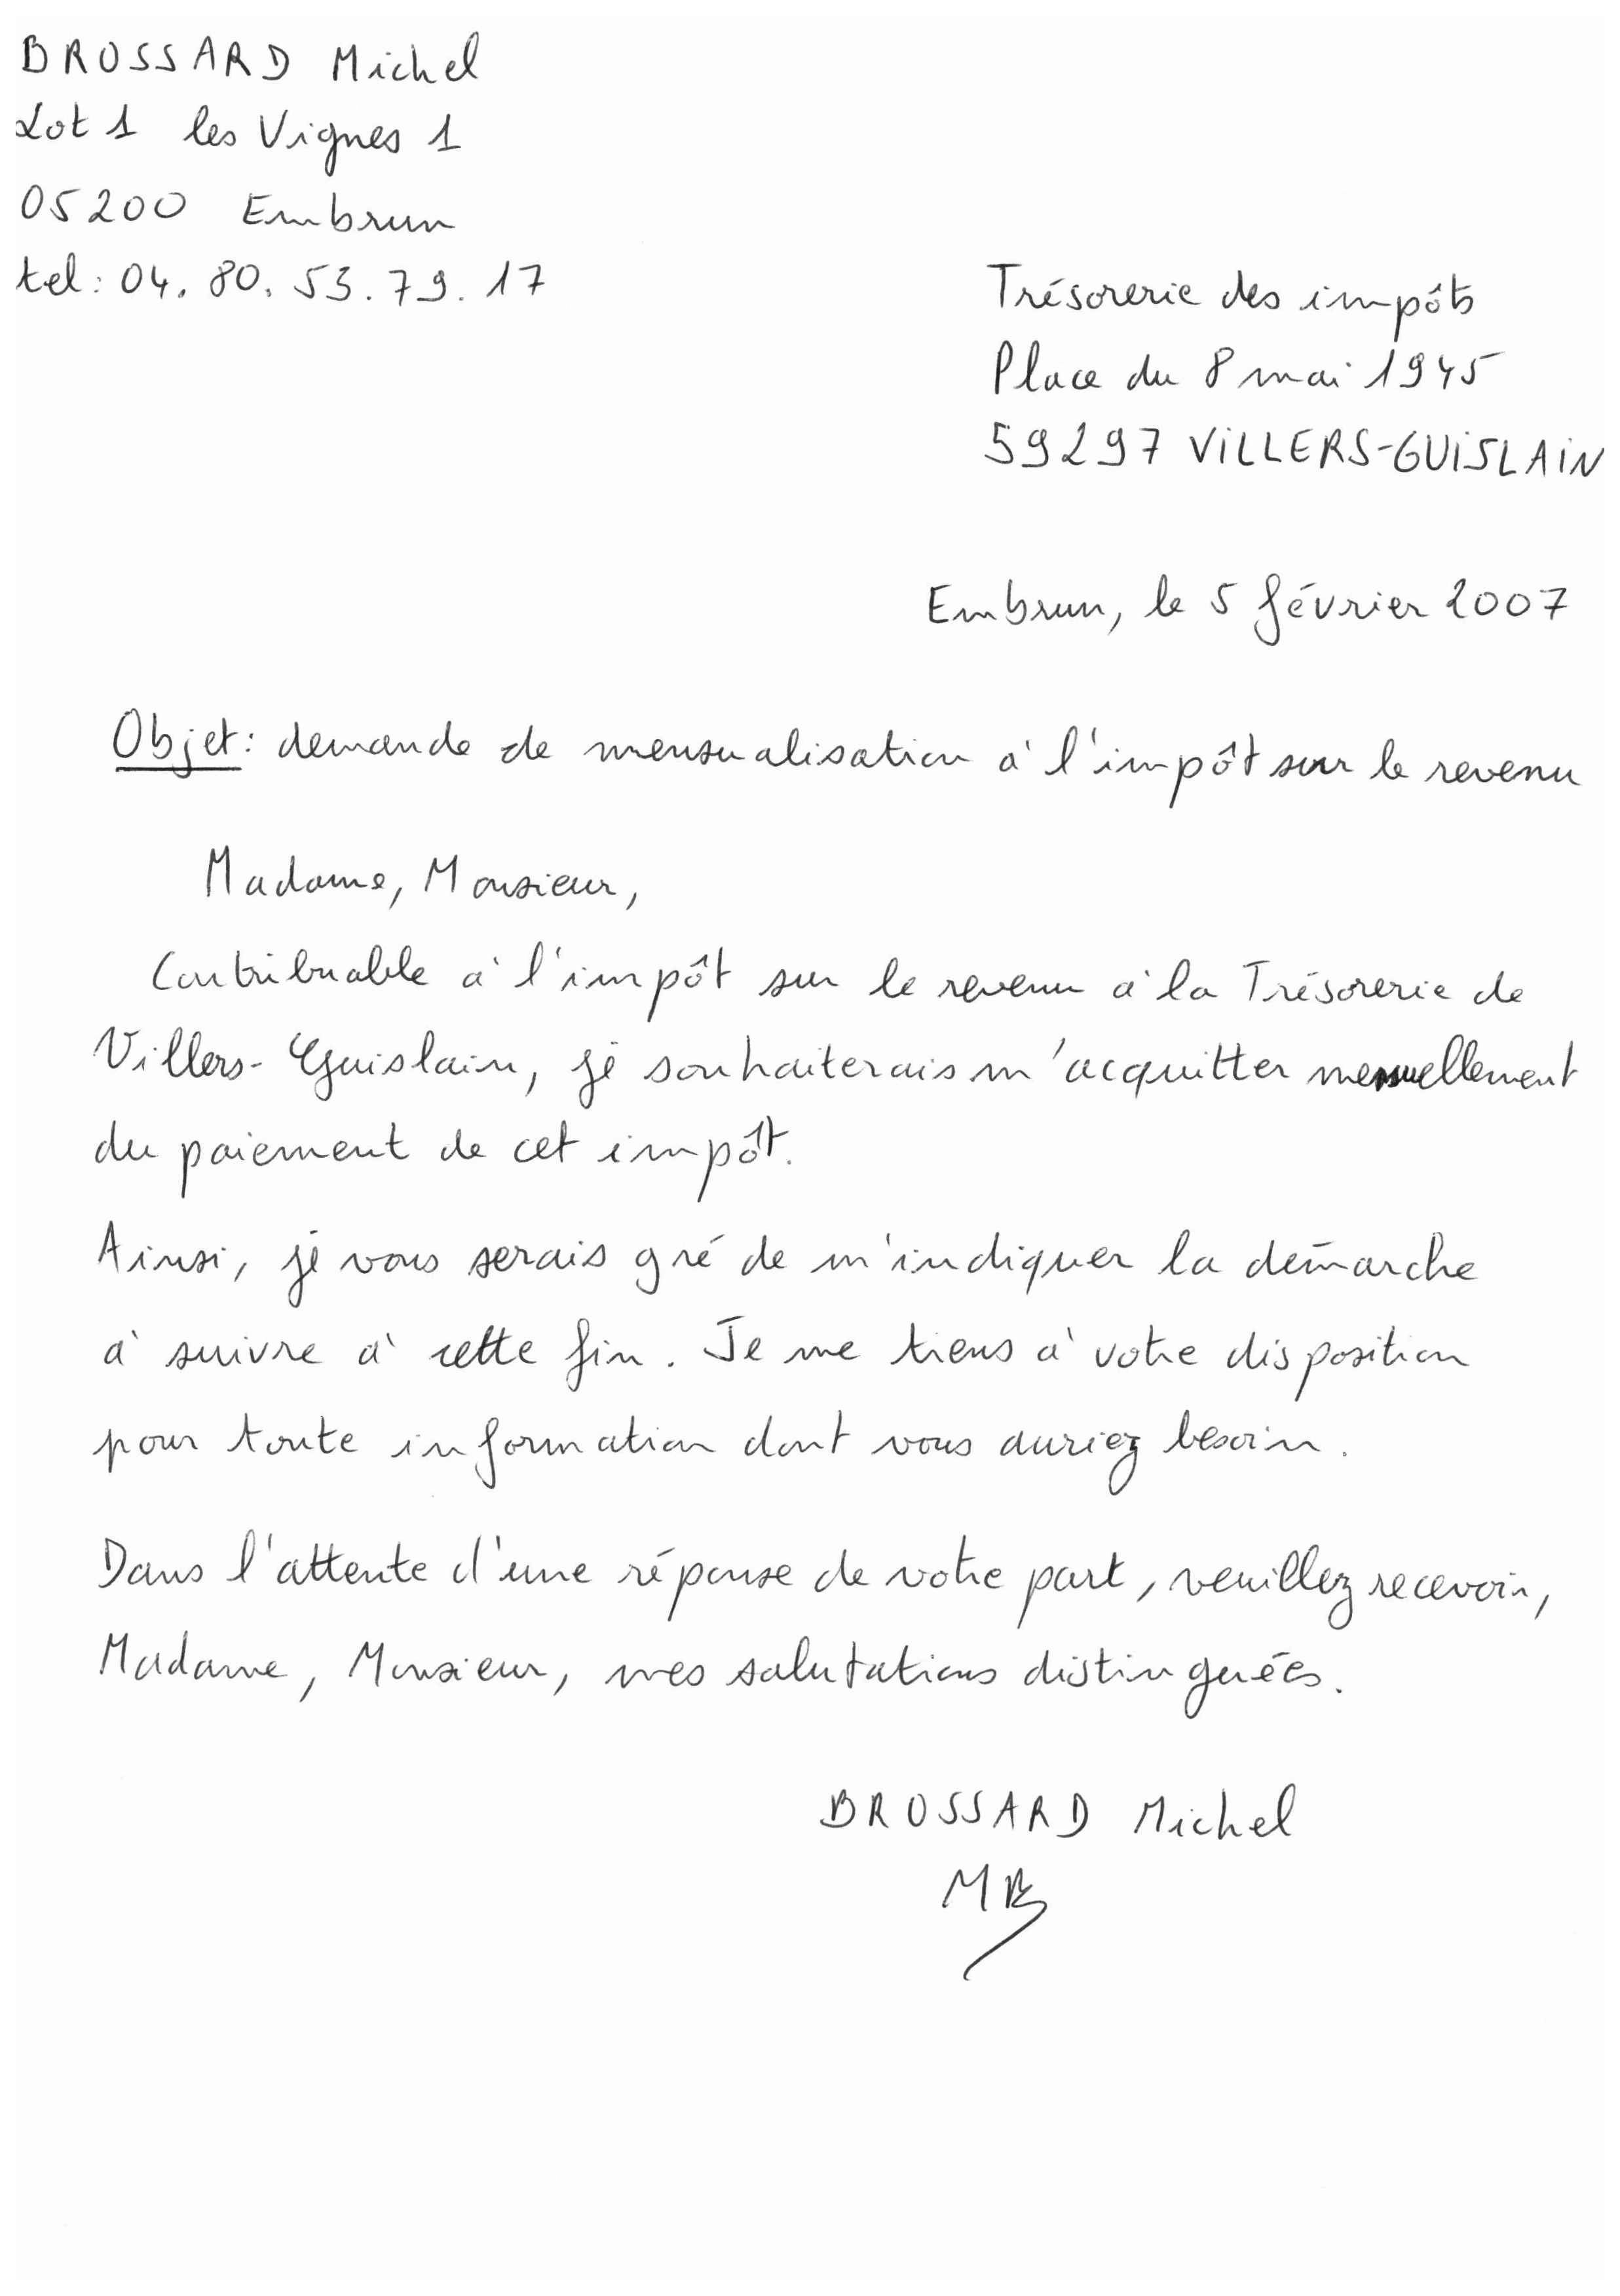 BROSSARD Michel
Lot 1 les Vignes 1
05200 Embrun
tel : 04. 80. 53. 79. 17
Trésorerie des impôts
Place du 8 mai 1945
59297 VILLERS-GUISLAIN
Embrun, le 5 février 2007
Objet : demande de mensualisation à l'impôt sur le revenu
Madame, Monsieur,
Contribuable à l'impôt sur le revenu à la Trésorerie de
Villers-Guislain, je souhaiterais m'acquitter mensuellement
du paiement de cet impôt.
Ainsi, je vous serais gré de m'indiquer la démarche
à suivre à cette fin. Je me tiens à votre disposition
pour toute information dont vous auriez besoin.
Dans l'attente d'une réponse de votre part, veuillez recevoir,
Madame, Monsieur, mes salutations distinguées.
BROSSARD Michel
MB